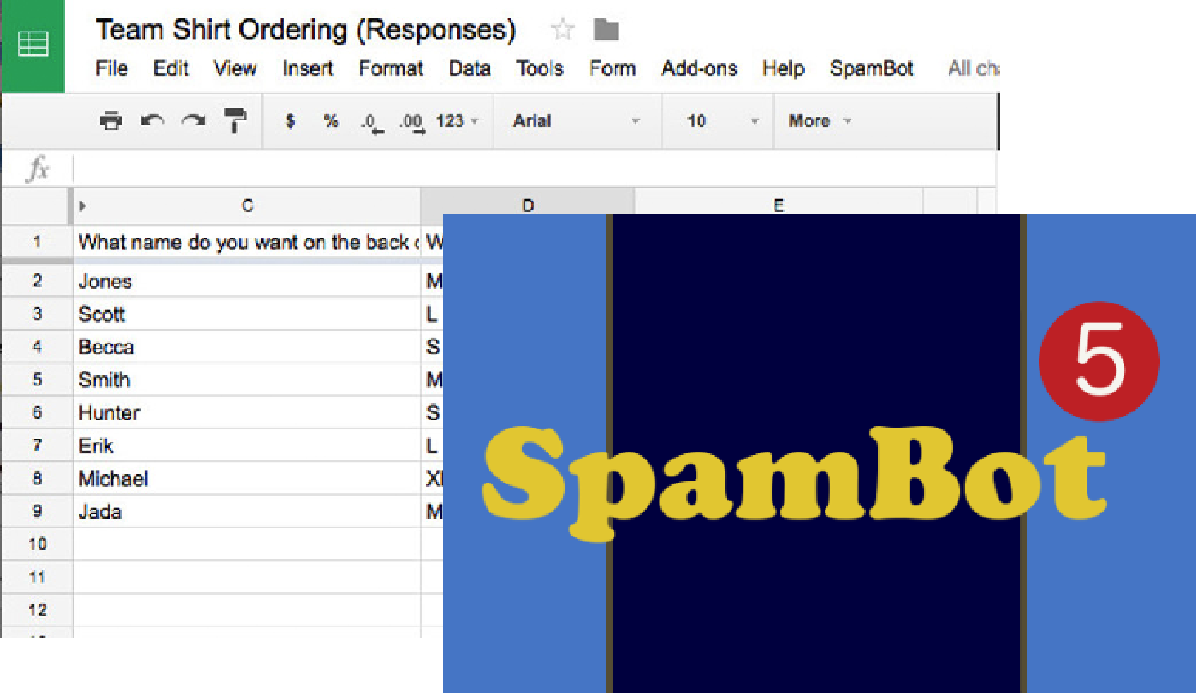 Team Shirt Ordering (Responses)
File Edit View Insert Format Data Tools Form Add-ons Help SpamBot All
$ % .0 .00 123 Arial 10 More
fx
C D E
1 What name do you want on the back
2 Jones M
3 Scott L
4 Becca S
5 Smith M
6 Hunter S
7 Erik L
8 Michael
9 Jada M
10
11
12
5
SpamBot